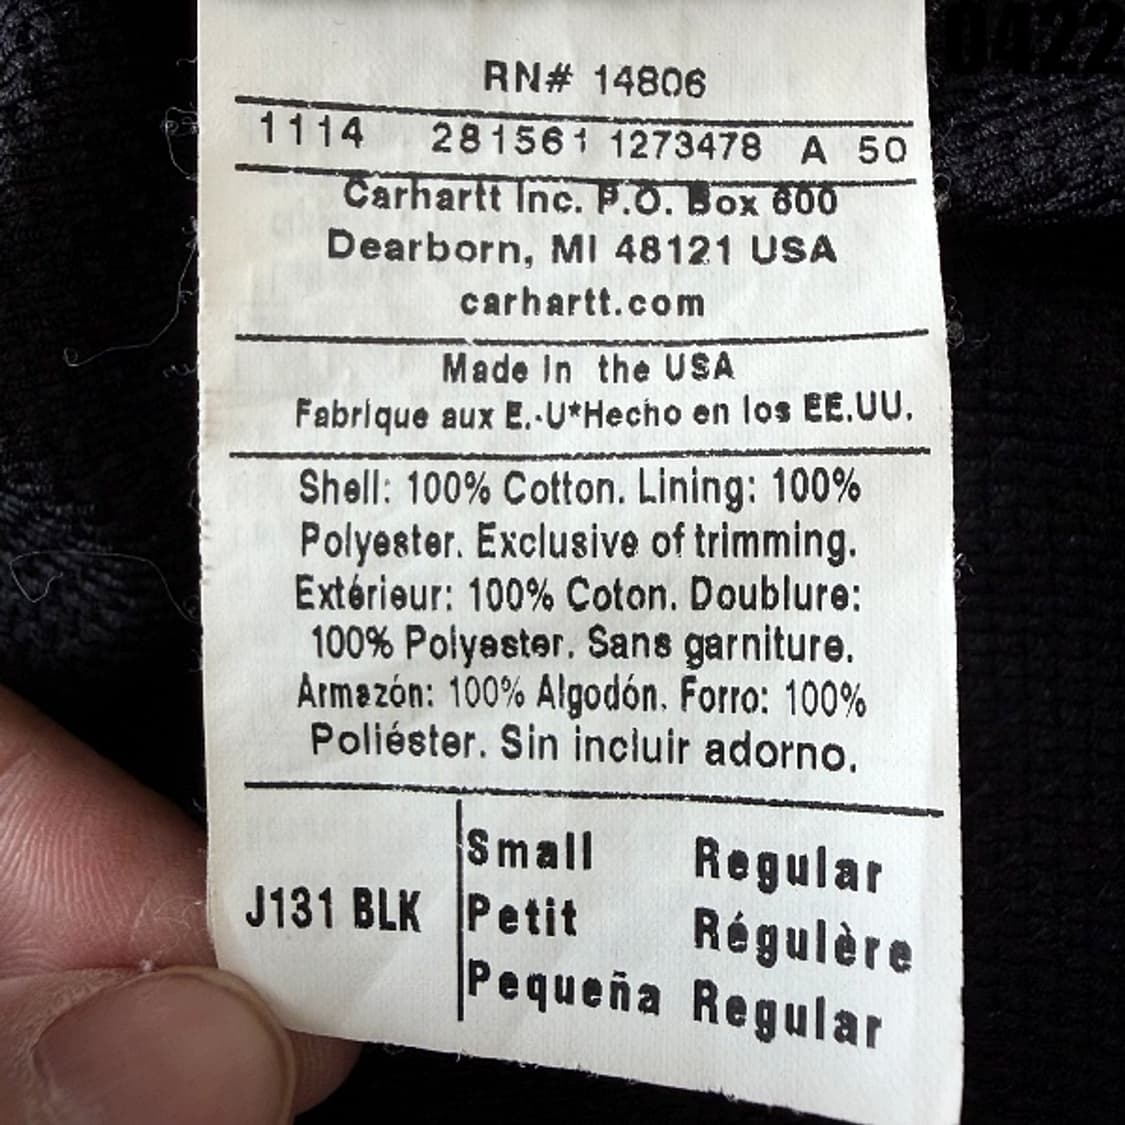 0422
RN# 14806
1114 281561 1273478 A 50
Carhartt Inc. P.O. Box 600
Dearborn, MI 48121 USA
carhartt.com
Made in the USA
Fabrique aux E.-U*Hecho en los EE.UU.
Shell: 100% Cotton. Lining: 100%
Polyester. Exclusive of trimming.
Extérieur: 100% Coton. Doublure:
100% Polyester. Sans garniture.
Armazón: 100% Algodón. Forro: 100%
Poliéster. Sin incluir adorno.
J131 BLK
Small Regular
Petit Régulère
Pequeña Regular